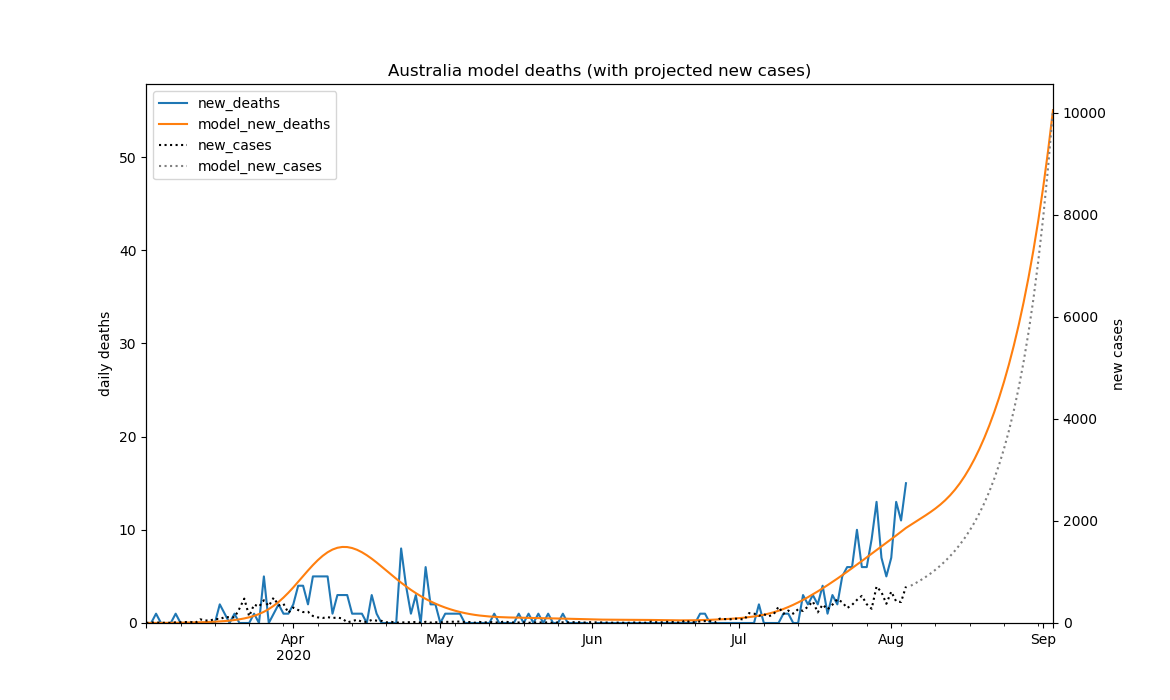 Australia model deaths (with projected new cases)
new_deaths
model_new_deaths
new_cases
model_new_cases
daily deaths
50
40
30
20
10
0
10000
8000
6000
4000
2000
0
new cases
Apr
2020
May
Jun
Jul
Aug
Sep